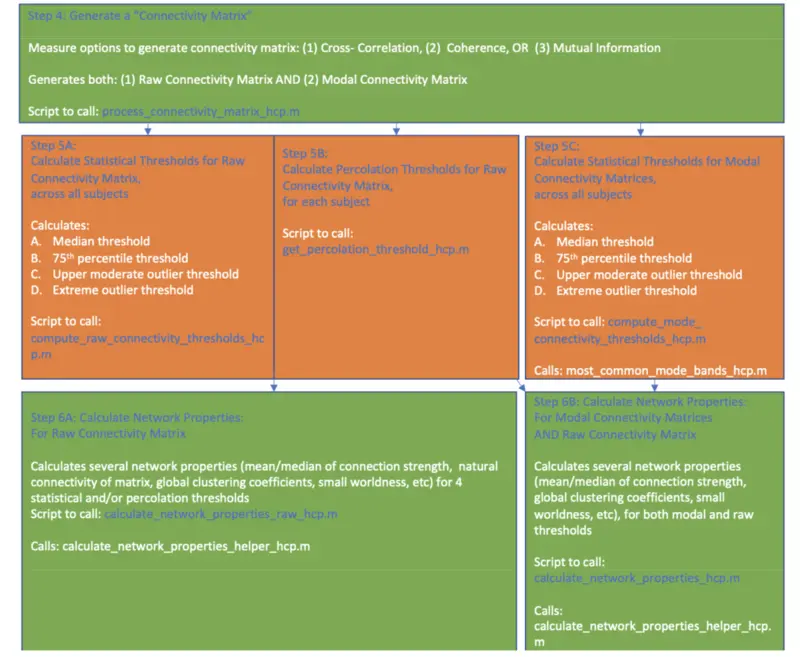 Step 4: Generate a "Connectivity Matrix"
Measure options to generate connectivity matrix: (1) Cross- Correlation, (2) Coherence, OR (3) Mutual Information
Generates both: (1) Raw Connectivity Matrix AND (2) Modal Connectivity Matrix
Script to call: process_connectivity_matrix_hcp.m
Step 5A:
Calculate Statistical Thresholds for Raw
Connectivity Matrix,
across all subjects
Calculates:
A. Median threshold
B. 75th percentile threshold
C. Upper moderate outlier threshold
D. Extreme outlier threshold
Script to call:
compute_raw_connectivity_thresholds_hc
p.m
Step 5B:
Calculate Percolation Thresholds for Raw
Connectivity Matrix,
for each subject
Script to call:
get_percolation_threshold_hcp.m
Step 5C:
Calculate Statistical Thresholds for Modal
Connectivity Matrices,
across all subjects
Calculates:
A. Median threshold
B. 75th percentile threshold
C. Upper moderate outlier threshold
D. Extreme outlier threshold
Script to call: compute_mode_
connectivity_thresholds_hcp.m
Calls: most_common_mode_bands_hcp.m
Step 6A: Calculate Network Properties:
For Raw Connectivity Matrix
Calculates several network properties (mean/median of connection strength, natural
connectivity of matrix, global clustering coefficients, small worldness, etc) for 4
statistical and/or percolation thresholds
Script to call: calculate_network_properties_raw_hcp.m
Calls: calculate_network_properties_helper_hcp.m
Step 6B: Calculate Network Properties:
For Modal Connectivity Matrices
AND Raw Connectivity Matrix
Calculates several network properties
(mean/median of connection strength,
global clustering coefficients, small
worldness, etc), for both modal and raw
thresholds
Script to call:
calculate_network_properties_hcp.m
Calls:
calculate_network_properties_helper_hcp.
m